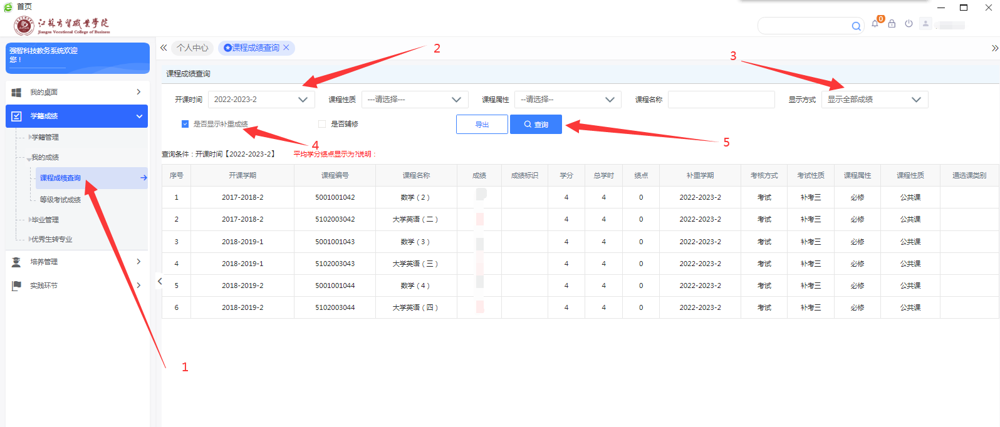 首页
江苏商贸职业学院
Jiangsu Vocational College of Business
0
强智科技教务系统欢迎
您！
个人中心
课程成绩查询
2
3
课程成绩查询
我的桌面
开课时间 2022-2023-2 课程性质 ---请选择--- 课程属性 --请选择-- 课程名称 显示方式 显示全部成绩
学籍成绩
是否显示补重成绩 是否辅修 导出 查询
学籍管理
4
5
查询条件：开课时间【2022-2023-2】 平均学分绩点显示为?说明：
我的成绩
序号 开课学期 课程编号 课程名称 成绩 成绩标识 学分 总学时 绩点 补重学期 考核方式 考试性质 课程属性 课程性质 通选课类别
课程成绩查询
1 2017-2018-2 5001001042 数学（2） 4 4 0 2022-2023-2 考试 补考三 必修 公共课
等级考试成绩
2 2017-2018-2 5102003042 大学英语（二） 4 4 0 2022-2023-2 考试 补考三 必修 公共课
毕业管理
3 2018-2019-1 5001001043 数学（3） 4 4 0 2022-2023-2 考试 补考三 必修 公共课
优秀生转专业
4 2018-2019-1 5102003043 大学英语（三） 4 4 0 2022-2023-2 考试 补考三 必修 公共课
培养管理
5 2018-2019-2 5001001044 数学（4） 4 4 0 2022-2023-2 考试 补考三 必修 公共课
实践环节
6 2018-2019-2 5102003044 大学英语（四） 4 4 0 2022-2023-2 考试 补考三 必修 公共课
1